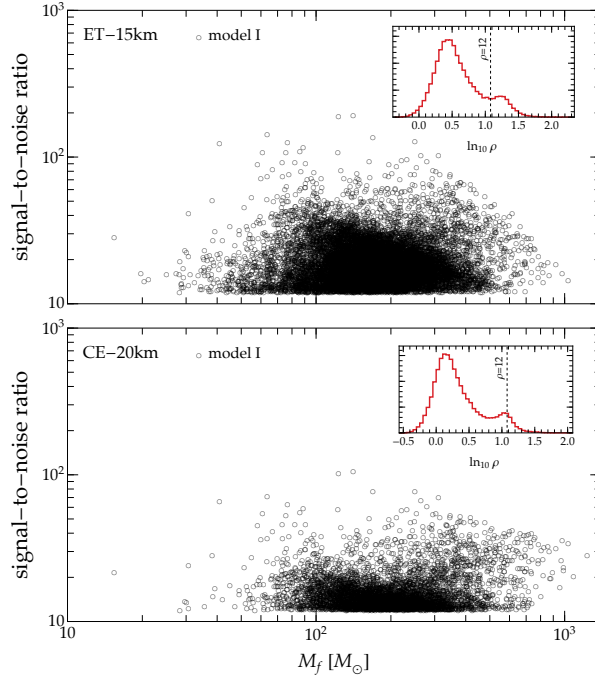 10³
ET−15km
○ model I
ρ=12
0.0 0.5 1.0 1.5 2.0
ln₁₀ ρ
10²
signal−to−noise ratio
10
10³
CE−20km
○ model I
ρ=12
−0.5 0.0 0.5 1.0 1.5 2.0
ln₁₀ ρ
10²
signal−to−noise ratio
10
10 10² 10³
M_f [M_⊙]